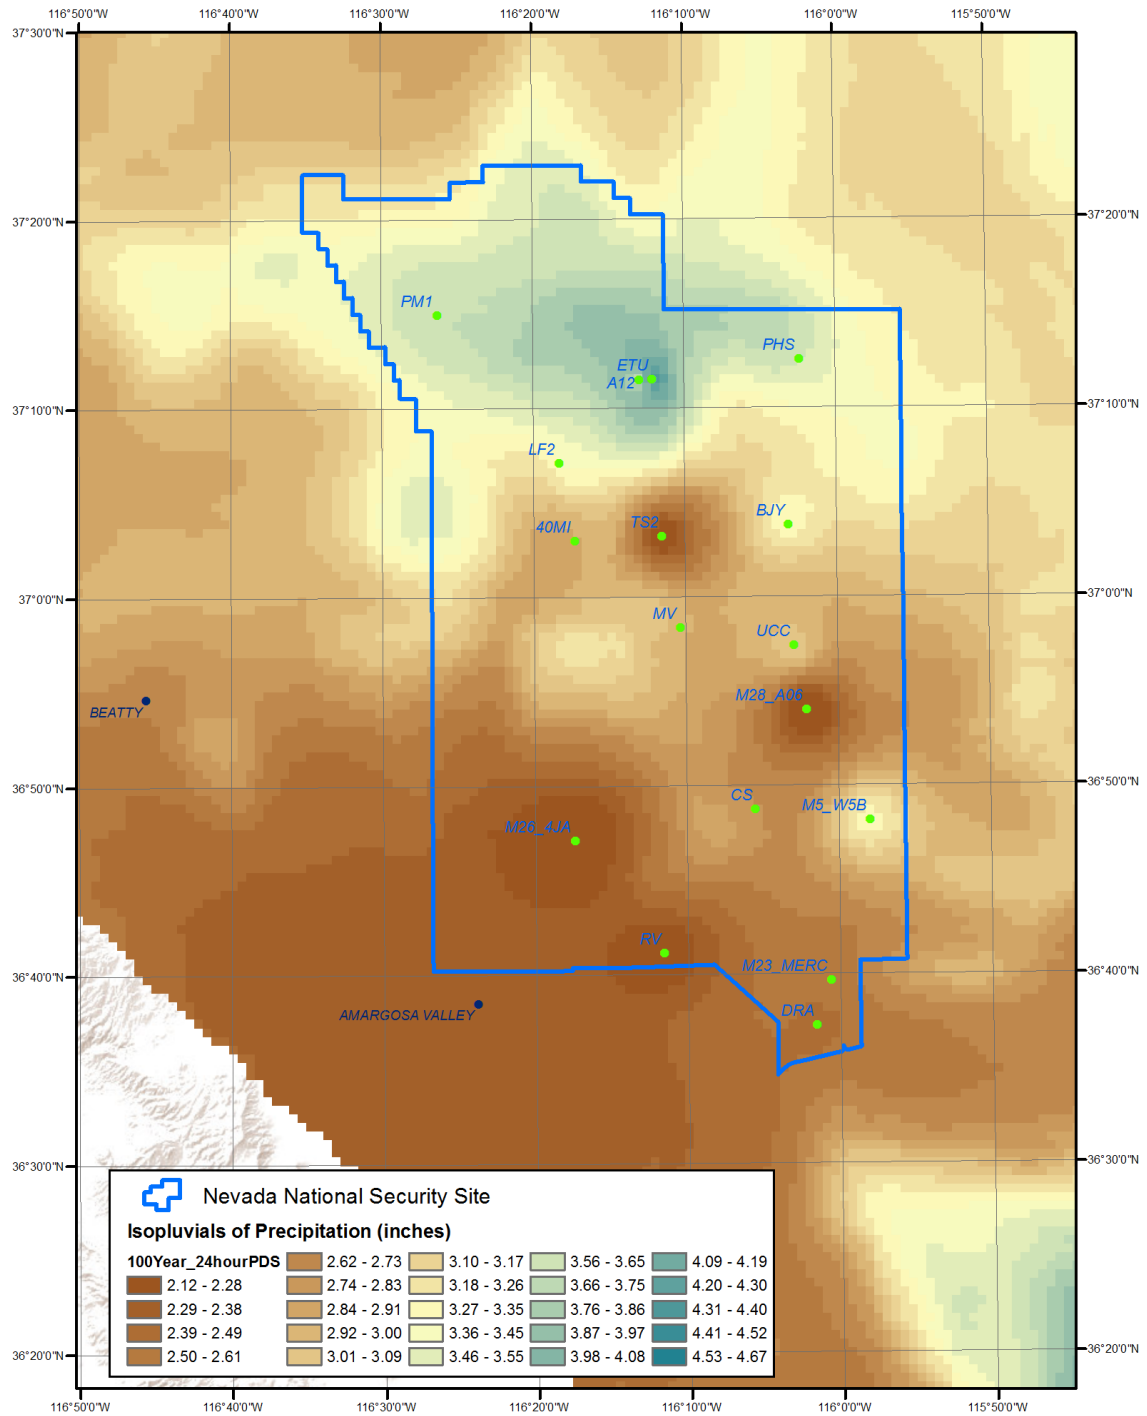 116°50'0"W 116°40'0"W 116°30'0"W 116°20'0"W 116°10'0"W 116°0'0"W 115°50'0"W
37°30'0"N
37°20'0"N 37°20'0"N
PM1
PHS
ETU
A12
37°10'0"N 37°10'0"N
LF2
BJY
40MI TS2
37°0'0"N 37°0'0"N
MV
UCC
M28_A06
BEATTY
36°50'0"N 36°50'0"N
CS
M5_W5B
M26_4JA
RV
M23_MERC
36°40'0"N 36°40'0"N
AMARGOSA VALLEY
DRA
36°30'0"N 36°30'0"N
Nevada National Security Site
Isopluvials of Precipitation (inches)
100Year_24hourPDS
2.12 - 2.28
2.29 - 2.38
2.39 - 2.49
2.50 - 2.61
2.62 - 2.73
2.74 - 2.83
2.84 - 2.91
2.92 - 3.00
3.01 - 3.09
3.10 - 3.17
3.18 - 3.26
3.27 - 3.35
3.36 - 3.45
3.46 - 3.55
3.56 - 3.65
3.66 - 3.75
3.76 - 3.86
3.87 - 3.97
3.98 - 4.08
4.09 - 4.19
4.20 - 4.30
4.31 - 4.40
4.41 - 4.52
4.53 - 4.67
36°20'0"N 36°20'0"N
116°50'0"W 116°40'0"W 116°30'0"W 116°20'0"W 116°10'0"W 116°0'0"W 115°50'0"W